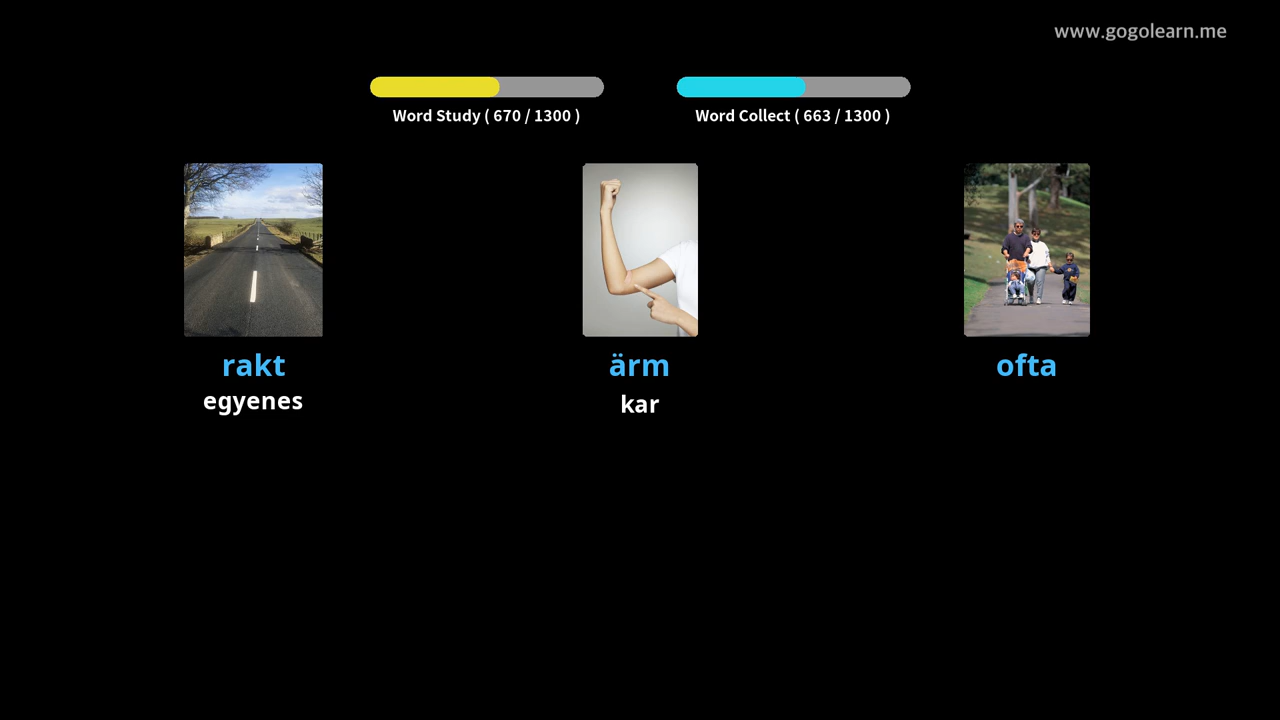 www.gogolearn.me
Word Study ( 670 / 1300 )
Word Collect ( 663 / 1300 )
rakt
egyenes
ärm
kar
ofta